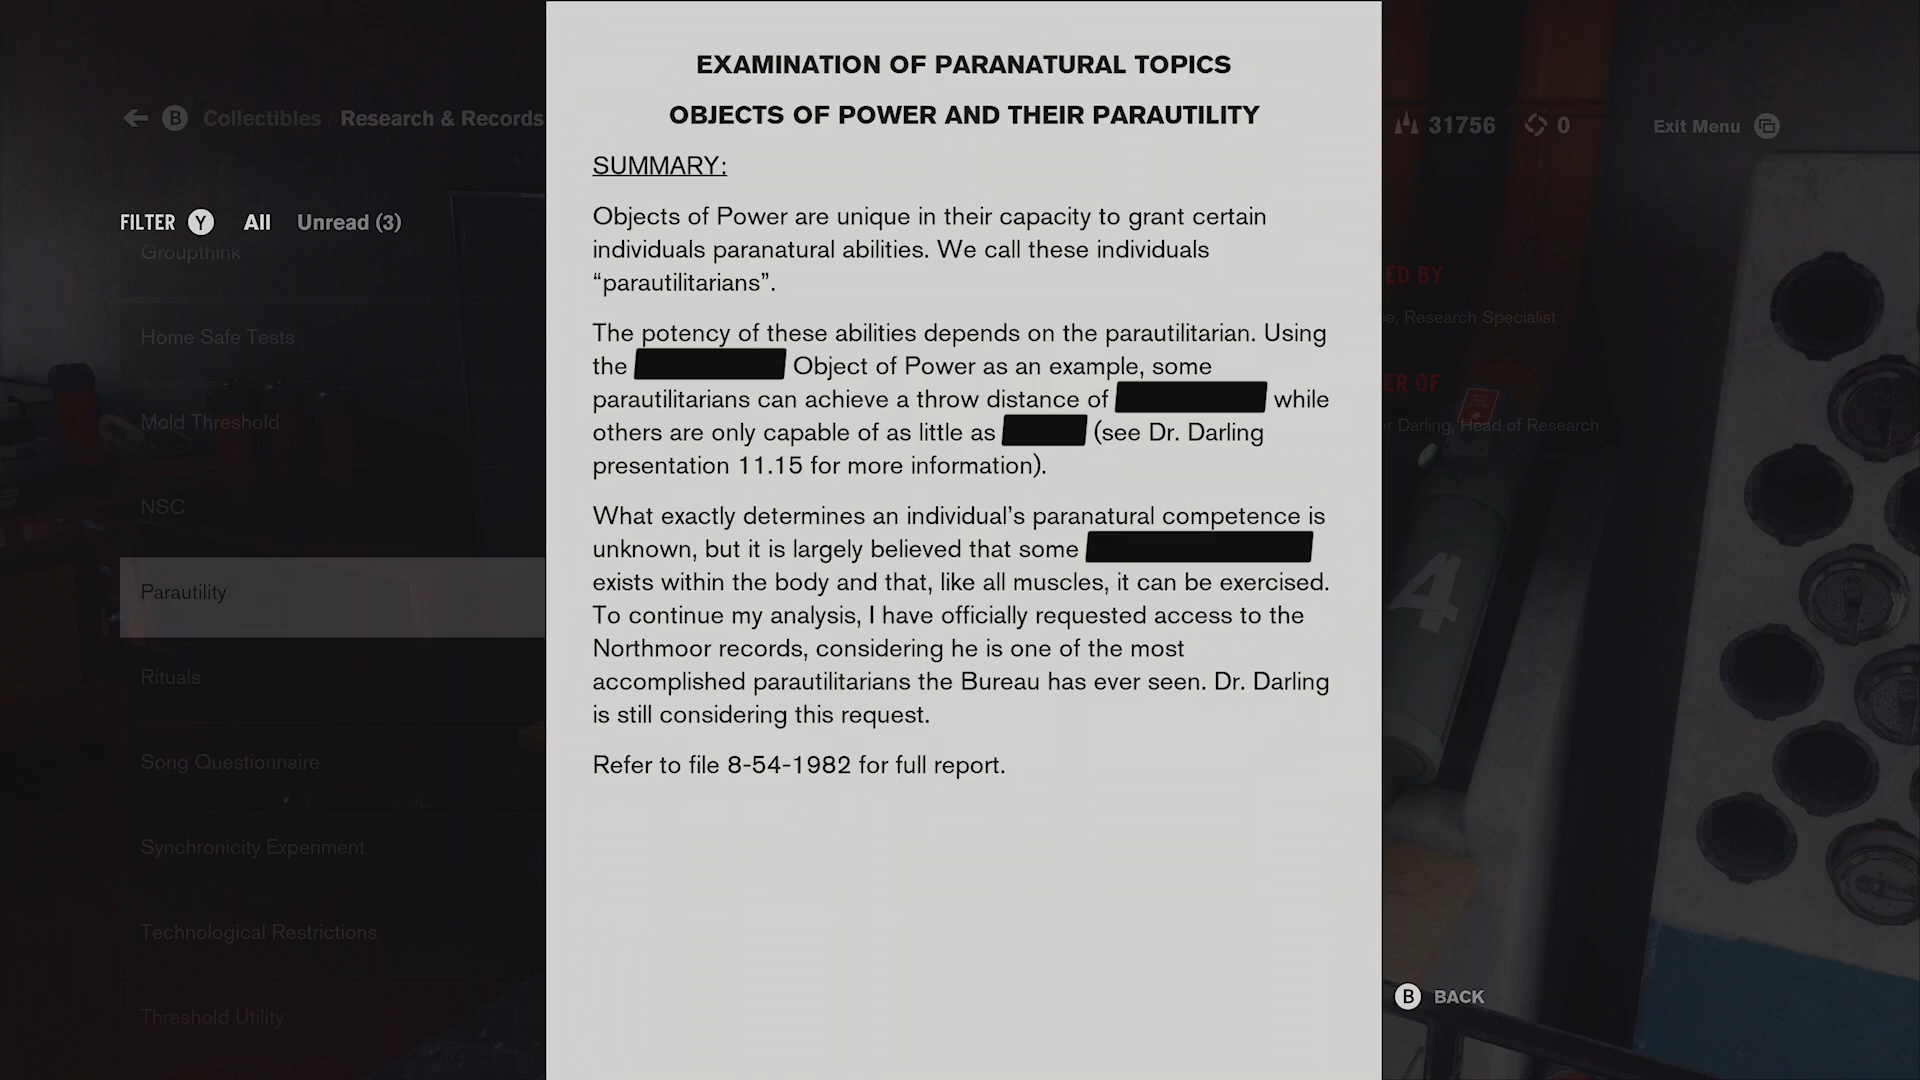 EXAMINATION OF PARANATURAL TOPICS
OBJECTS OF POWER AND THEIR PARAUTILITY
SUMMARY:
Objects of Power are unique in their capacity to grant certain
individuals paranatural abilities. We call these individuals
“parautilitarians”.
The potency of these abilities depends on the parautilitarian. Using
the Object of Power as an example, some
parautilitarians can achieve a throw distance of while
others are only capable of as little as (see Dr. Darling
presentation 11.15 for more information).
What exactly determines an individual’s paranatural competence is
unknown, but it is largely believed that some
exists within the body and that, like all muscles, it can be exercised.
To continue my analysis, I have officially requested access to the
Northmoor records, considering he is one of the most
accomplished parautilitarians the Bureau has ever seen. Dr. Darling
is still considering this request.
Refer to file 8-54-1982 for full report.
B Collectibles Research & Records
FILTER Y All Unread (3)
Groupthink
Home Safe Tests
Mold Threshold
NSC
Parautility
Rituals
Song Questionnaire
Synchronicity Experiment
Technological Restrictions
Threshold Utility
31756 0 Exit Menu
ED BY
e, Research Specialist
ER OF
r Darling, Head of Research
4
B BACK